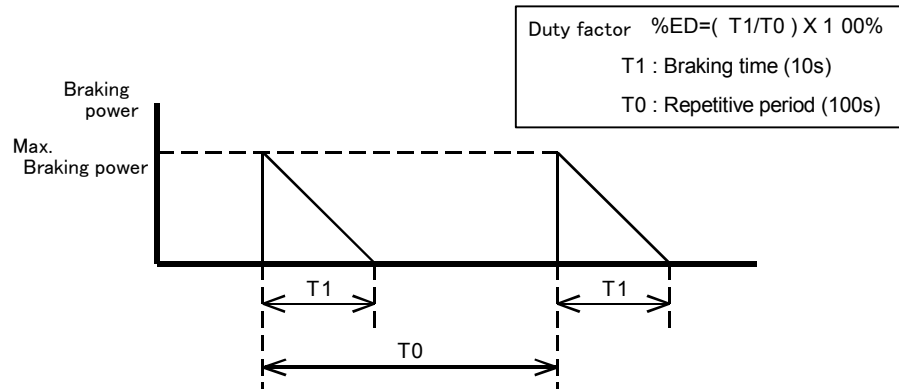 Duty factor %ED=( T1/T0 ) X 1 00%
T1 : Braking time (10s)
T0 : Repetitive period (100s)
Braking
power
Max.
Braking power
T1
T1
T0